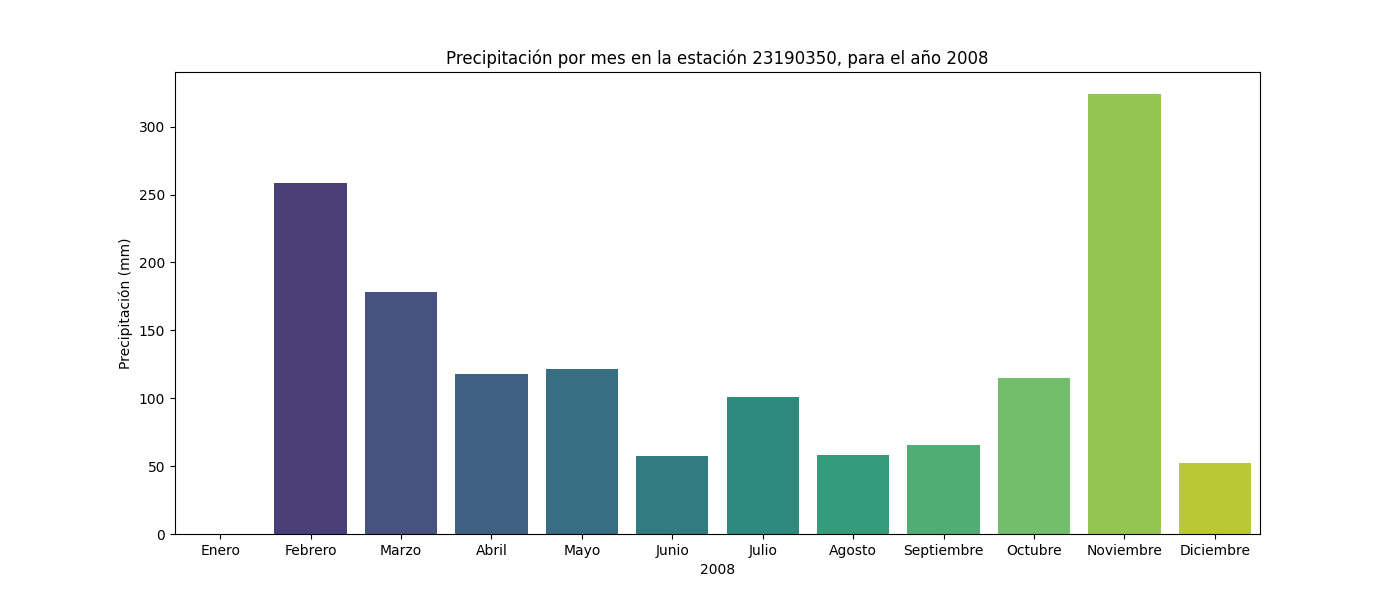 Precipitación por mes en la estación 23190350, para el año 2008
Precipitación (mm)
300
250
200
150
100
50
0
Enero Febrero Marzo Abril Mayo Junio Julio Agosto Septiembre Octubre Noviembre Diciembre
2008